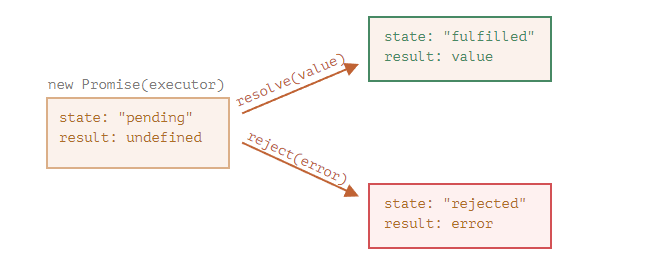 new Promise(executor)
state: "pending"
result: undefined
resolve(value)
reject(error)
state: "fulfilled"
result: value
state: "rejected"
result: error